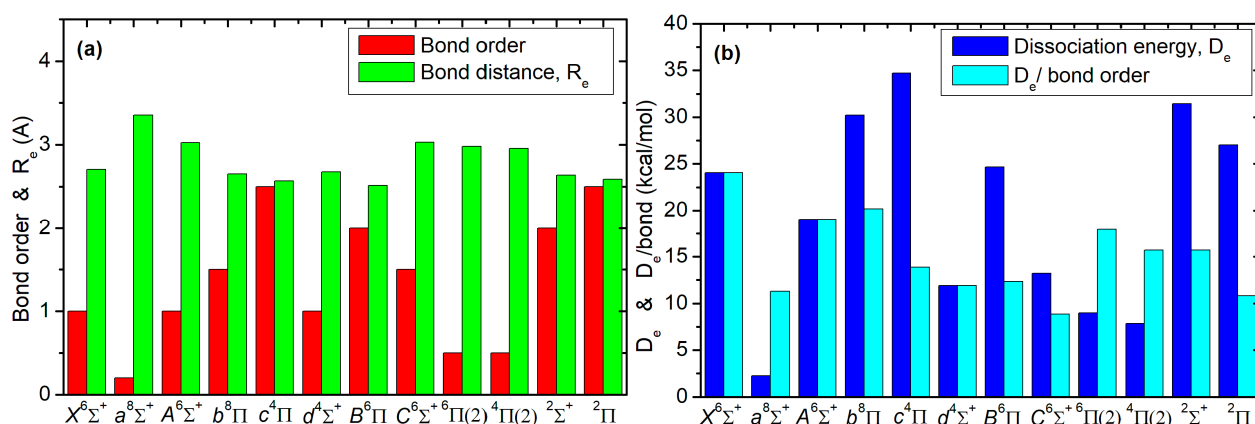 (a)
Bond order
Bond distance, Rₑ
Bond order & Rₑ (A)
4
3
2
1
0
X⁶Σ⁺ a⁸Σ⁺ A⁶Σ⁺ b⁸Π c⁴Π d⁴Σ⁺ B⁶Π C⁶Σ⁺ ⁶Π(2) ⁴Π(2) ²Σ⁺ ²Π
(b)
Dissociation energy, Dₑ
Dₑ/ bond order
Dₑ & Dₑ/bond (kcal/mol)
40
35
30
25
20
15
10
5
0
X⁶Σ⁺ a⁸Σ⁺ A⁶Σ⁺ b⁸Π c⁴Π d⁴Σ⁺ B⁶Π C⁶Σ⁺ ⁶Π(2) ⁴Π(2) ²Σ⁺ ²Π